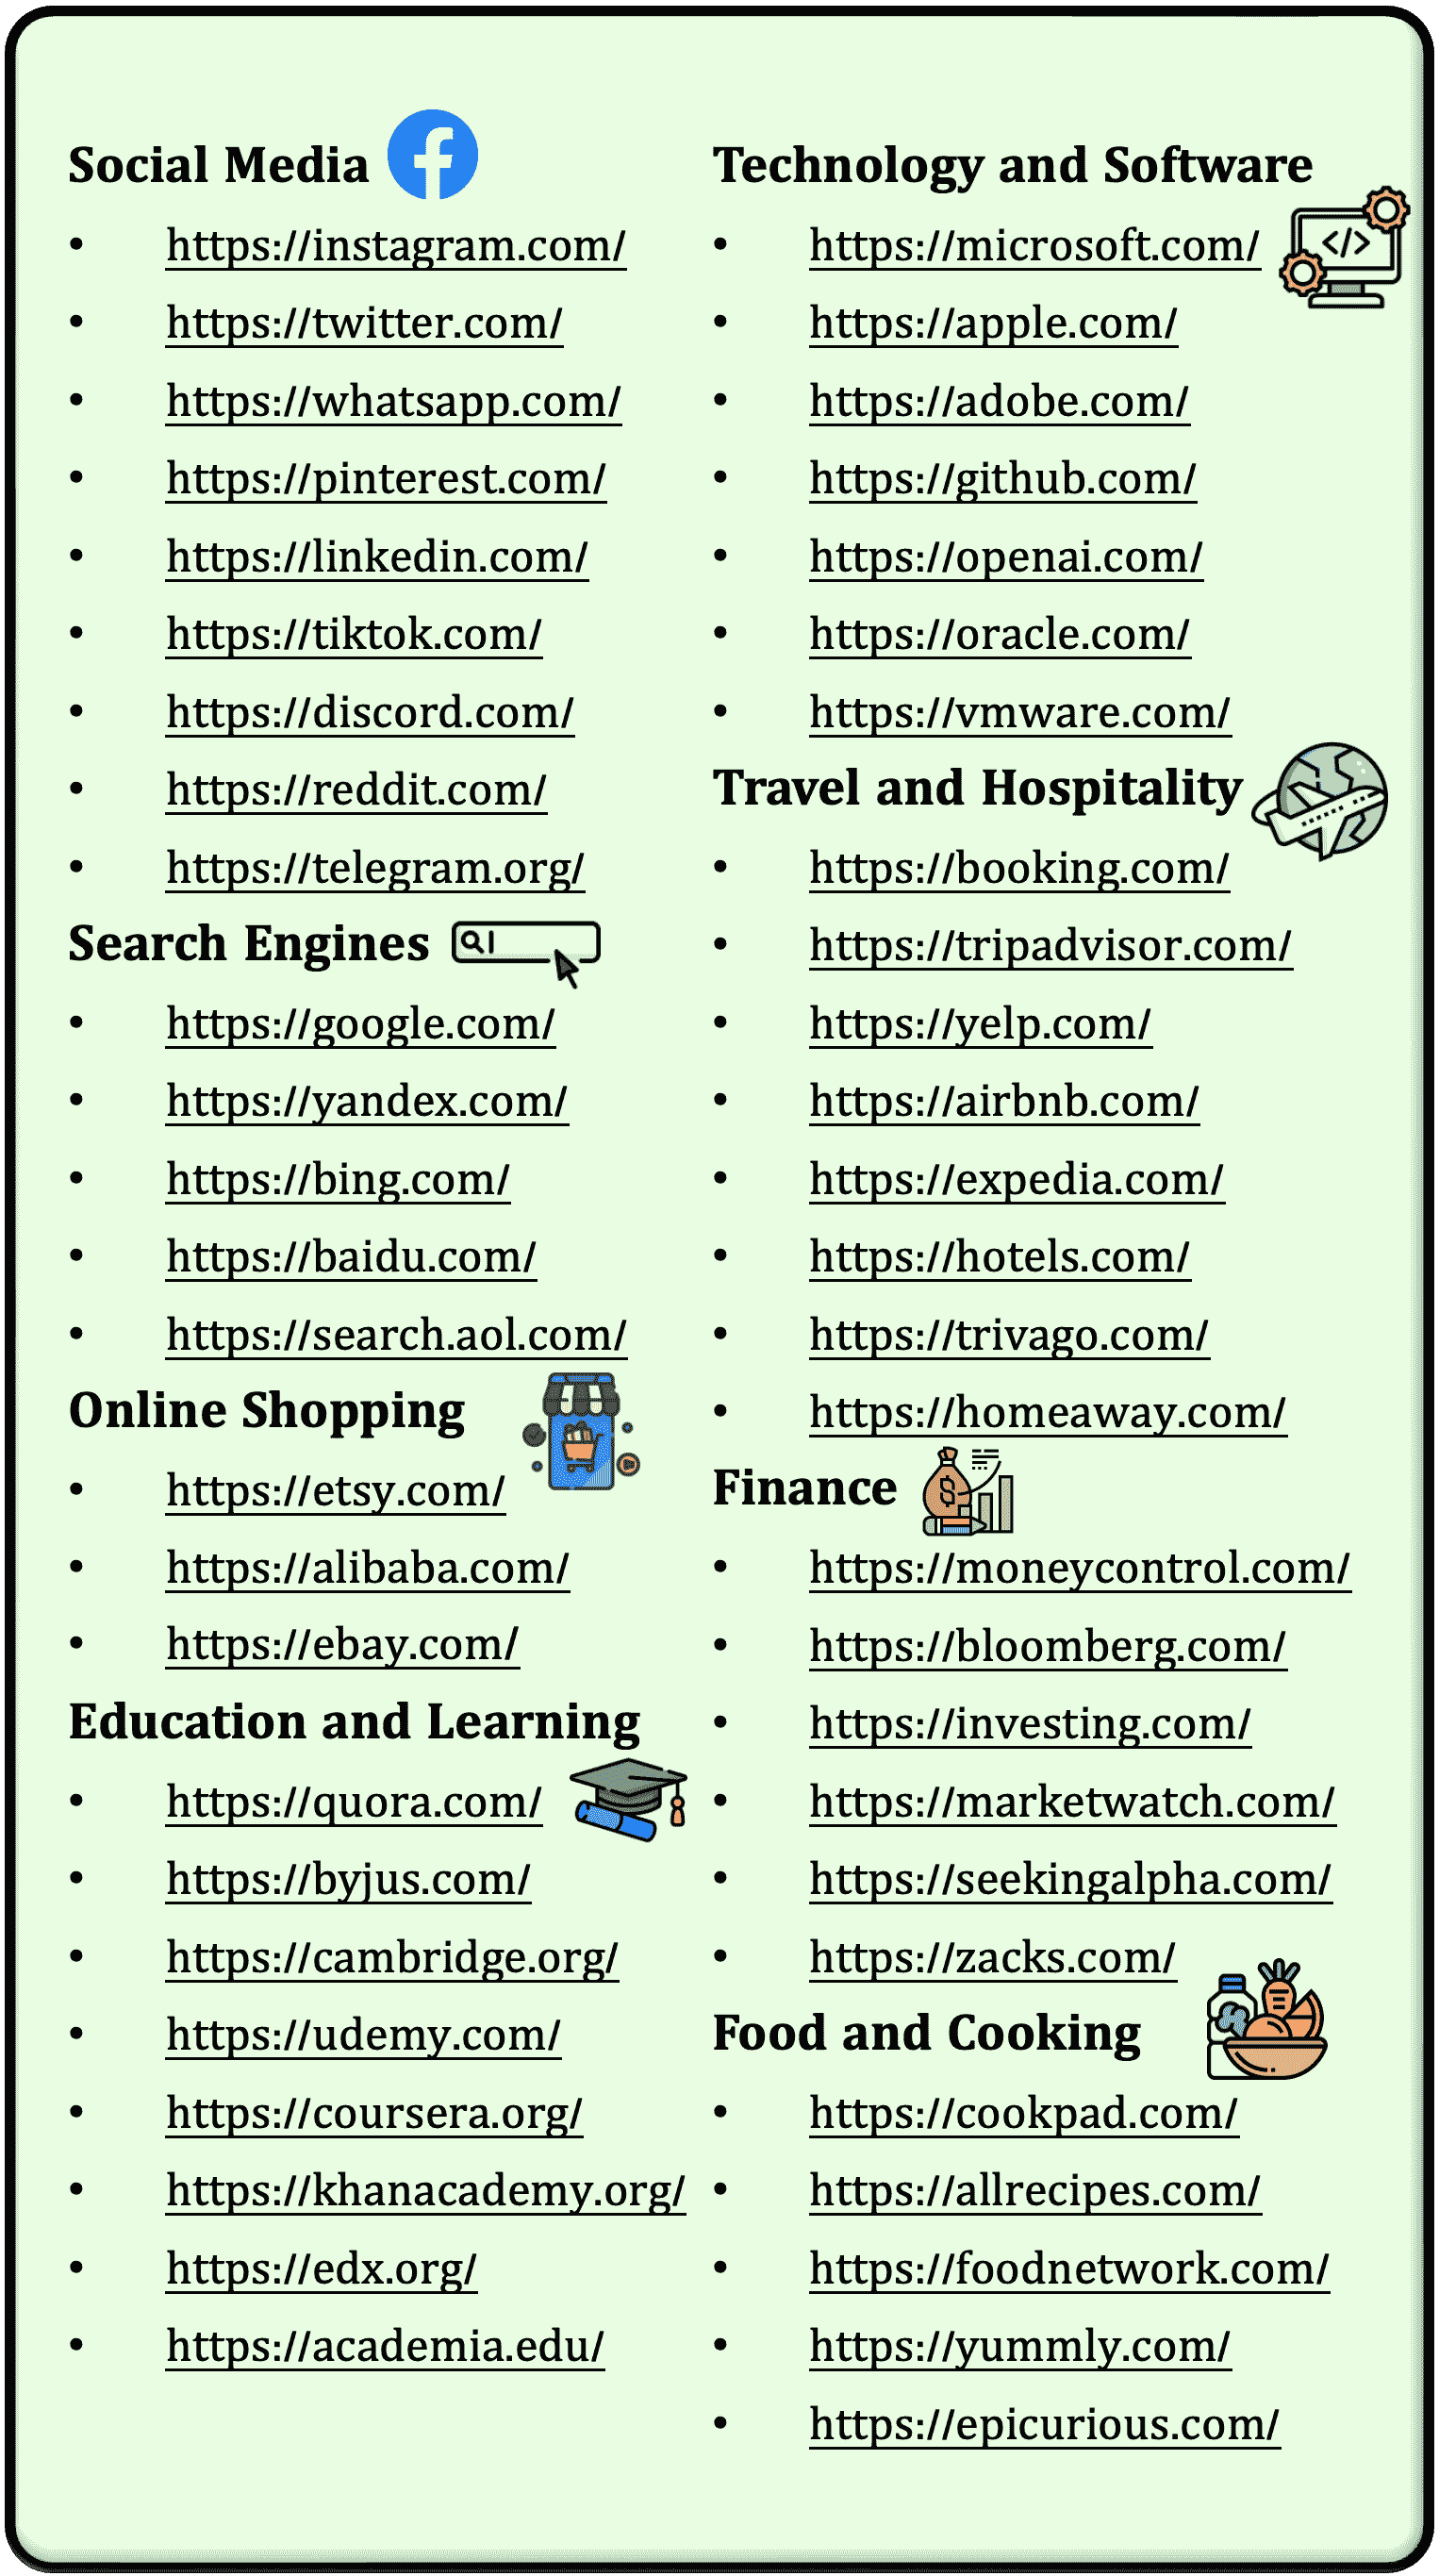 Social Media
• https://instagram.com/
• https://twitter.com/
• https://whatsapp.com/
• https://pinterest.com/
• https://linkedin.com/
• https://tiktok.com/
• https://discord.com/
• https://reddit.com/
• https://telegram.org/
Search Engines
• https://google.com/
• https://yandex.com/
• https://bing.com/
• https://baidu.com/
• https://search.aol.com/
Online Shopping
• https://etsy.com/
• https://alibaba.com/
• https://ebay.com/
Education and Learning
• https://quora.com/
• https://byjus.com/
• https://cambridge.org/
• https://udemy.com/
• https://coursera.org/
• https://khanacademy.org/
• https://edx.org/
• https://academia.edu/
Technology and Software
• https://microsoft.com/
</>
• https://apple.com/
• https://adobe.com/
• https://github.com/
• https://openai.com/
• https://oracle.com/
• https://vmware.com/
Travel and Hospitality
• https://booking.com/
• https://tripadvisor.com/
• https://yelp.com/
• https://airbnb.com/
• https://expedia.com/
• https://hotels.com/
• https://trivago.com/
• https://homeaway.com/
Finance
$
• https://moneycontrol.com/
• https://bloomberg.com/
• https://investing.com/
• https://marketwatch.com/
• https://seekingalpha.com/
• https://zacks.com/
Food and Cooking
• https://cookpad.com/
• https://allrecipes.com/
• https://foodnetwork.com/
• https://yummly.com/
• https://epicurious.com/